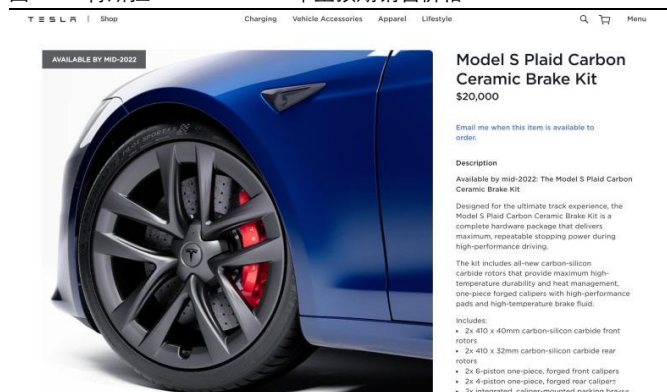 TESLA | Shop
Charging Vehicle Accessories Apparel Lifestyle
Menu
AVAILABLE BY MID-2022
Model S Plaid Carbon
Ceramic Brake Kit
$20,000
Email me when this item is available to
order.
Description
Available by mid-2022: The Model S Plaid Carbon
Ceramic Brake Kit
Designed for the ultimate track experience, the
Model S Plaid Carbon Ceramic Brake Kit is a
complete hardware package that delivers
maximum, repeatable stopping power during
high-performance driving.
The kit includes all-new carbon-silicon
carbide rotors that provide maximum high-
temperature durability and heat management,
one-piece forged calipers with high-performance
pads and high-temperature brake fluid.
Includes:
• 2x 410 x 40mm carbon-silicon carbide front
rotors
• 2x 410 x 32mm carbon-silicon carbide rear
rotors
• 2x 6-piston one-piece, forged front calipers
• 2x 4-piston one-piece, forged rear calipers
• 2x integrated, caliper-mounted parking brakes